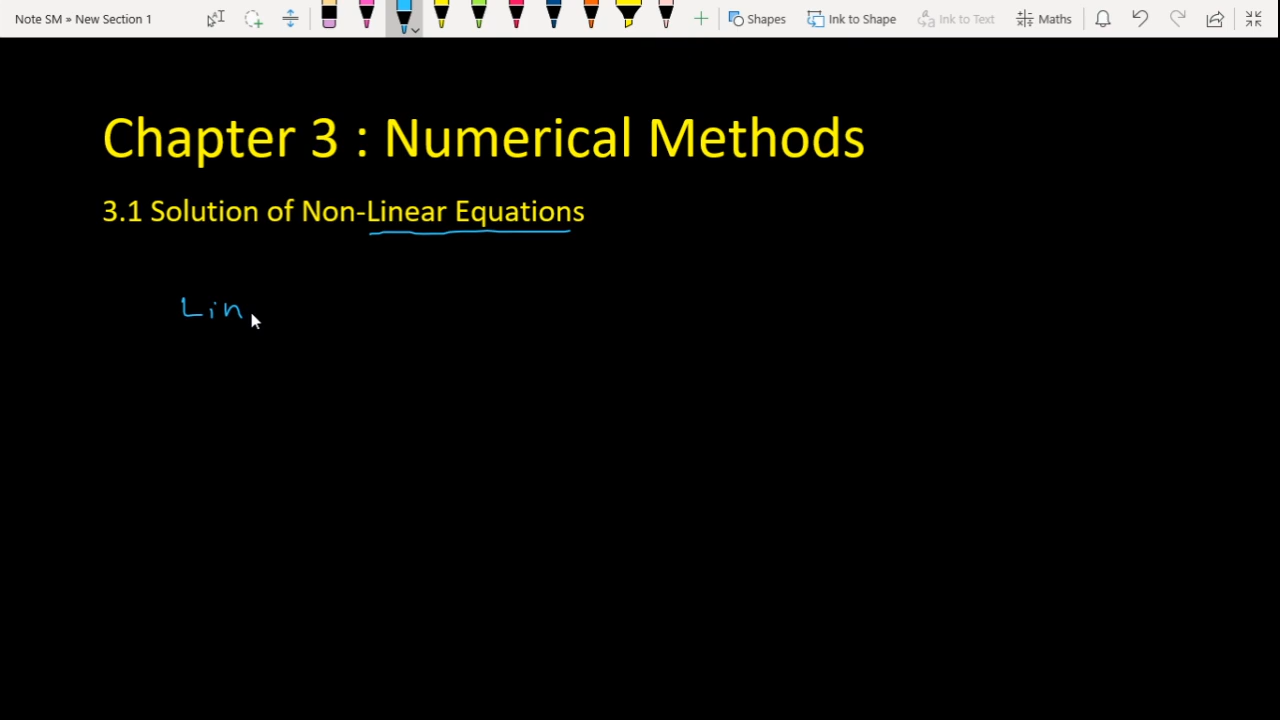 Note SM » New Section 1
Shapes
Ink to Shape
Ink to Text
Maths
Chapter 3 : Numerical Methods
3.1 Solution of Non-Linear Equations
Lin